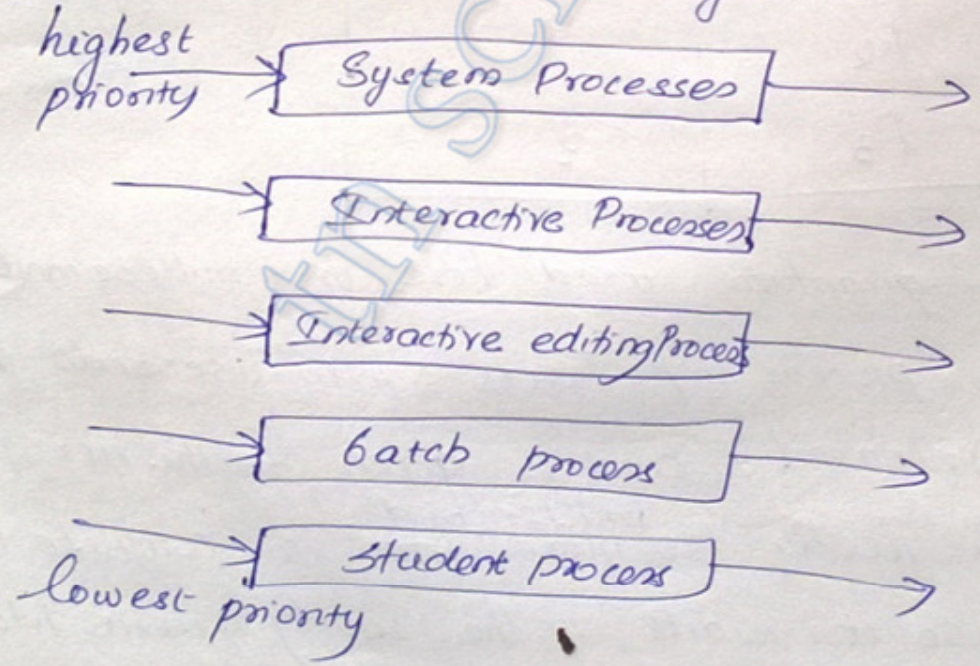 highest
priority
System Processes
Interactive Processes
Interactive editing Process
batch process
student process
lowest priority